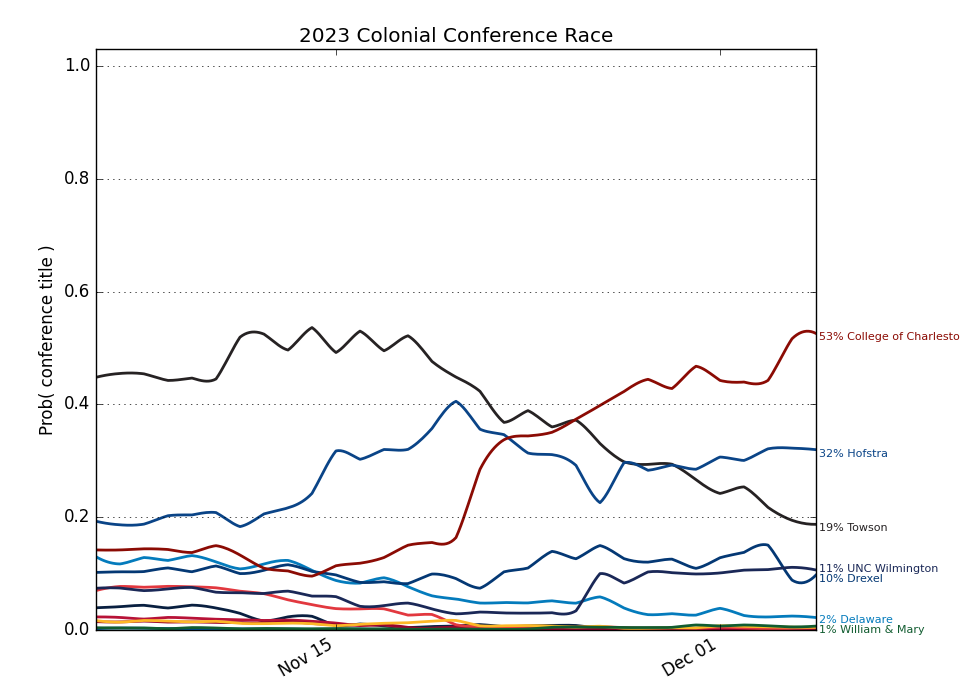 2023 Colonial Conference Race
Prob( conference title )
1.0
0.8
0.6
0.4
0.2
0.0
Nov 15
Dec 01
53% College of Charlesto
32% Hofstra
19% Towson
11% UNC Wilmington
10% Drexel
2% Delaware
1% William & Mary